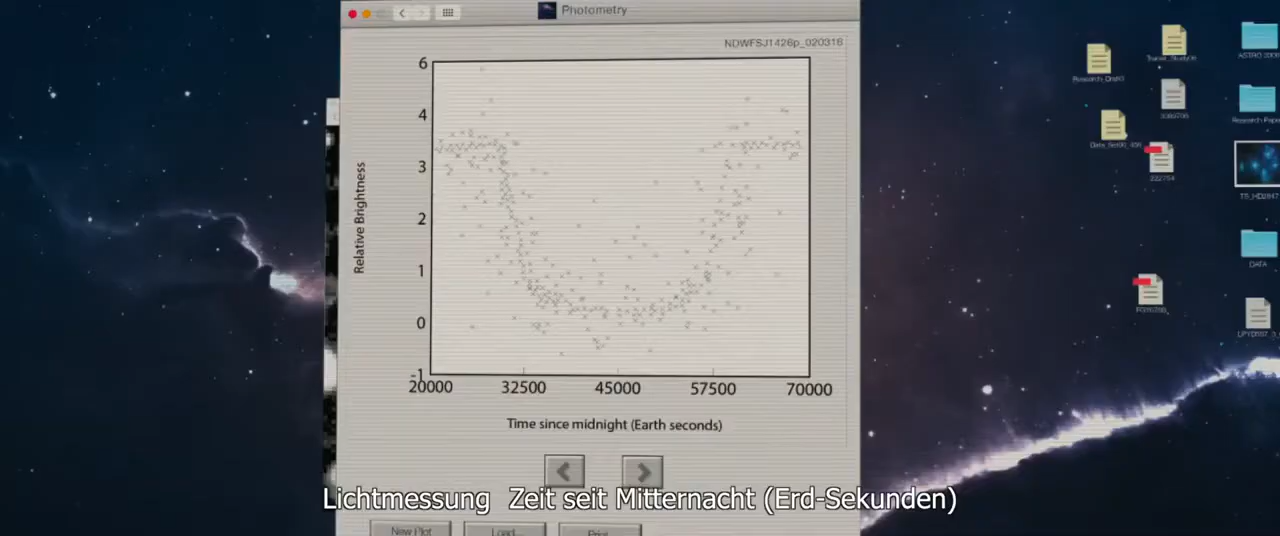 Photometry
NDWFSJ1426p_020316
6
4
3
2
1
0
-1
Relative Brightness
20000 32500 45000 57500 70000
Time since midnight (Earth seconds)
New Plot Load... Print
Lichtmessung Zeit seit Mitternacht (Erd-Sekunden)
DATA